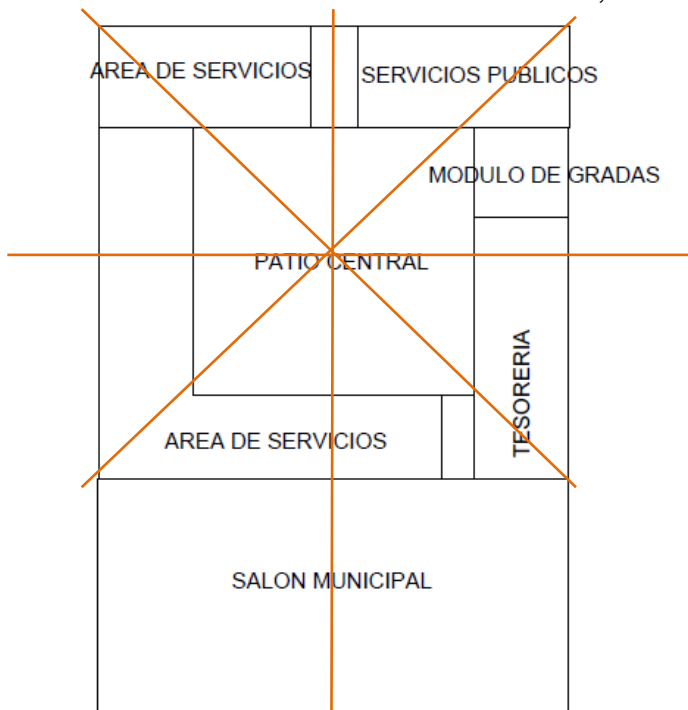 AREA DE SERVICIOS
SERVICIOS PUBLICOS
MODULO DE GRADAS
PATIO CENTRAL
TESORERIA
AREA DE SERVICIOS
SALON MUNICIPAL